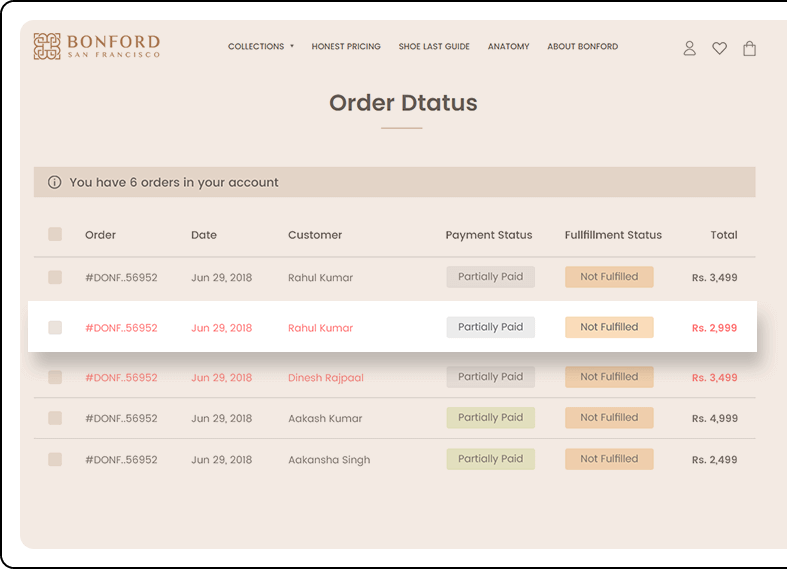 BONFORD
SAN FRANCISCO
COLLECTIONS HONEST PRICING SHOE LAST GUIDE ANATOMY ABOUT BONFORD
Order Dtatus
You have 6 orders in your account
Order Date Customer Payment Status Fullfillment Status Total
#DONF..56952 Jun 29, 2018 Rahul Kumar Partially Paid Not Fulfilled Rs. 3,499
#DONF..56952 Jun 29, 2018 Rahul Kumar Partially Paid Not Fulfilled Rs. 2,999
#DONF..56952 Jun 29, 2018 Dinesh Rajpaal Partially Paid Not Fulfilled Rs. 3,499
#DONF..56952 Jun 29, 2018 Aakash Kumar Partially Paid Not Fulfilled Rs. 4,999
#DONF..56952 Jun 29, 2018 Aakansha Singh Partially Paid Not Fulfilled Rs. 2,499